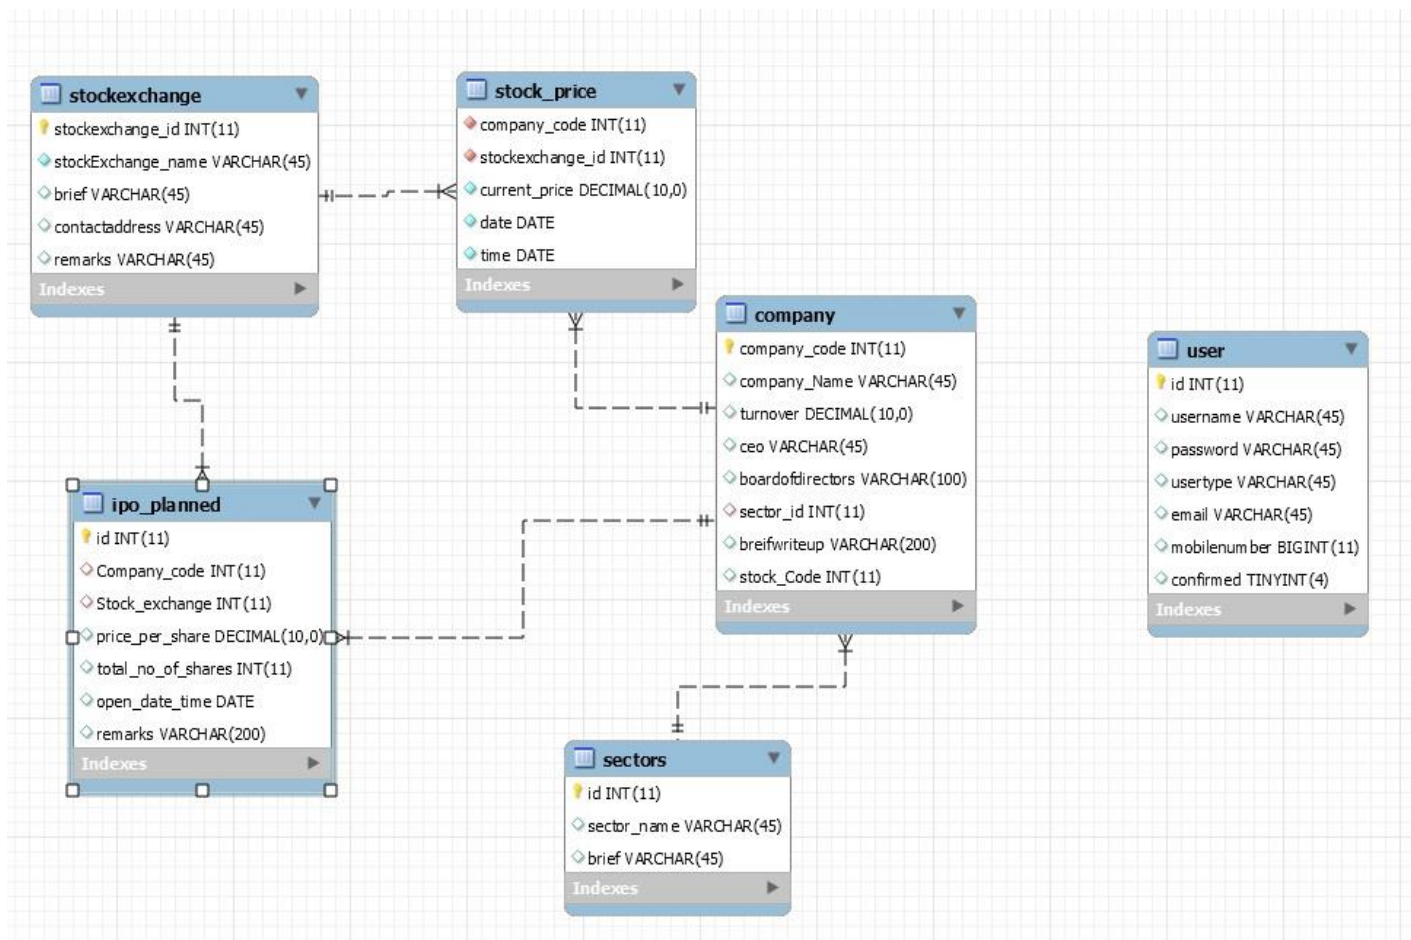 stockexchange
stockexchange_id INT(11)
stockExchange_name VARCHAR(45)
brief VARCHAR(45)
contactaddress VARCHAR(45)
remarks VARCHAR(45)
Indexes
stock_price
company_code INT(11)
stockexchange_id INT(11)
current_price DECIMAL(10,0)
date DATE
time DATE
Indexes
company
company_code INT(11)
company_Name VARCHAR(45)
turnover DECIMAL(10,0)
ceo VARCHAR(45)
boardofdirectors VARCHAR(100)
sector_id INT(11)
breifwriteup VARCHAR(200)
stock_Code INT(11)
Indexes
user
id INT(11)
username VARCHAR(45)
password VARCHAR(45)
usertype VARCHAR(45)
email VARCHAR(45)
mobilenumber BIGINT(11)
confirmed TINYINT(4)
Indexes
ipo_planned
id INT(11)
Company_code INT(11)
Stock_exchange INT(11)
price_per_share DECIMAL(10,0)
total_no_of_shares INT(11)
open_date_time DATE
remarks VARCHAR(200)
Indexes
sectors
id INT(11)
sector_name VARCHAR(45)
brief VARCHAR(45)
Indexes